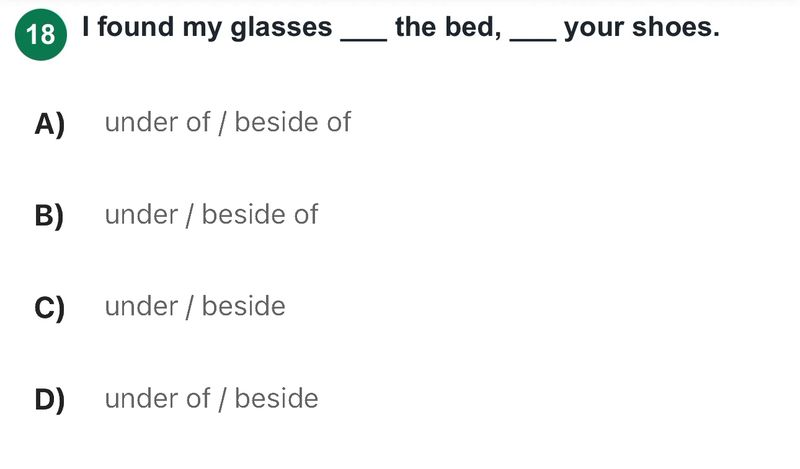 18 I found my glasses ___ the bed, ___ your shoes.
A) under of / beside of
B) under / beside of
C) under / beside
D) under of / beside